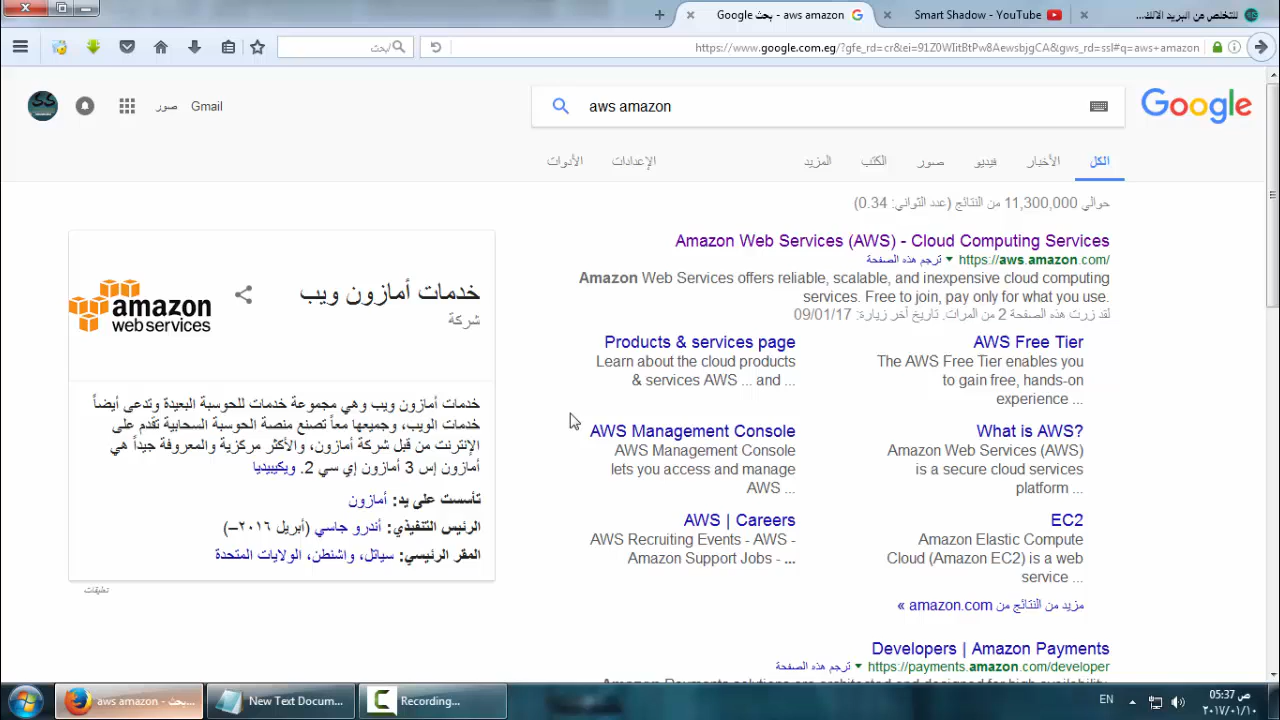 للتخلص من البريد الالك...
Smart Shadow - YouTube
aws amazon - بحث Google
https://www.google.com.eg/?gfe_rd=cr&ei=91Z0WIitBtPw8AewsbjgCA&gws_rd=ssl#q=aws+amazon
بحث
Google
aws amazon
صور
Gmail
الكل
الأخبار
فيديو
صور
الكتب
المزيد
الإعدادات
الأدوات
حوالي 11,300,000 من النتائج (عدد الثواني: 0.34)
Amazon Web Services (AWS) - Cloud Computing Services
https://aws.amazon.com/ ترجم هذه الصفحة
Amazon Web Services offers reliable, scalable, and inexpensive cloud computing
services. Free to join, pay only for what you use.
لقد زرت هذه الصفحة 2 من المرات. تاريخ آخر زيارة: 09/01/17
AWS Free Tier
The AWS Free Tier enables you
to gain free, hands-on
experience ...
Products & services page
Learn about the cloud products
& services AWS ... and ...
What is AWS?
Amazon Web Services (AWS)
is a secure cloud services
platform ...
AWS Management Console
AWS Management Console
lets you access and manage
AWS ...
EC2
Amazon Elastic Compute
Cloud (Amazon EC2) is a web
service ...
AWS | Careers
AWS Recruiting Events - AWS -
Amazon Support Jobs - ...
مزيد من النتائج من amazon.com »
Developers | Amazon Payments
https://payments.amazon.com/developer ترجم هذه الصفحة
خدمات أمازون ويب
شركة
amazon
web services
خدمات أمازون ويب وهي مجموعة خدمات للحوسبة البعيدة وتدعى أيضاً
خدمات الويب، وجميعها معاً تصنع منصة الحوسبة السحابية تقدم على
الإنترنت من قبل شركة أمازون، والأكثر مركزية والمعروفة جيداً هي
أمازون إس 3 أمازون إي سي 2. ويكيبيديا
تأسست على يد: أمازون
الرئيس التنفيذي: أندرو جاسي (أبريل ٢٠١٦–)
المقر الرئيسي: سياتل، واشنطن، الولايات المتحدة
تعليقات
aws amazon - بحث...
New Text Docum...
Recording...
EN
05:37 ص
٢٠١٧/٠١/١٠